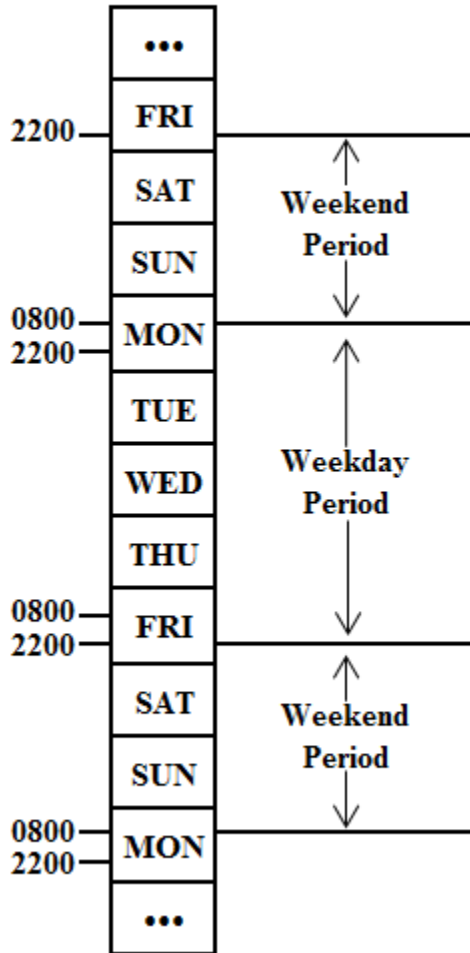 •••
2200 FRI
SAT
Weekend
Period
SUN
0800
MON
2200
TUE
WED
Weekday
Period
THU
0800
FRI
2200
SAT
Weekend
Period
SUN
0800
MON
2200
•••